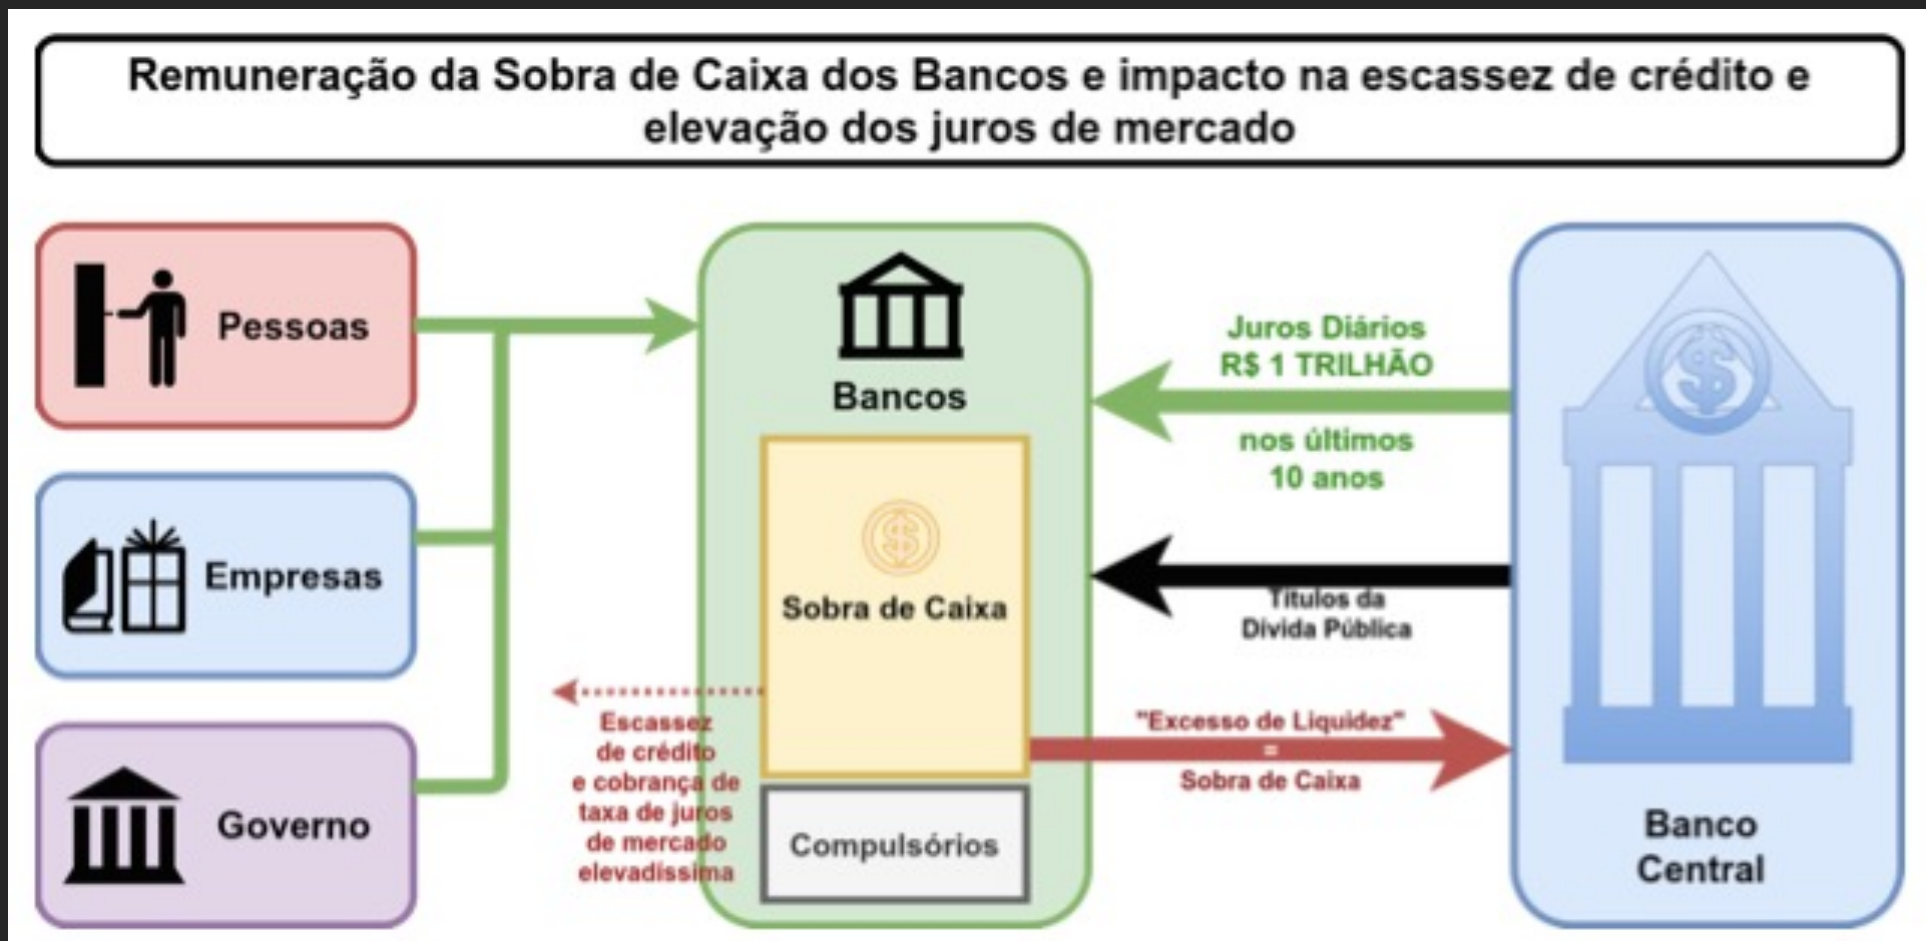 Remuneração da Sobra de Caixa dos Bancos e impacto na escassez de crédito e
elevação dos juros de mercado
Pessoas
Empresas
Governo
Bancos
Sobra de Caixa
Compulsórios
Escassez
de crédito
e cobrança de
taxa de juros
de mercado
elevadíssima
Juros Diários
R$ 1 TRILHÃO
nos últimos
10 anos
Títulos da
Dívida Pública
"Excesso de Liquidez"
=
Sobra de Caixa
Banco
Central